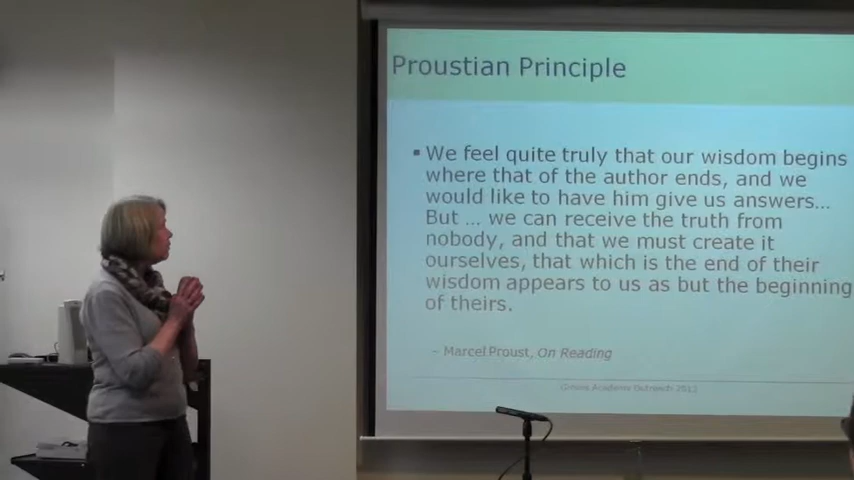 Proustian Principle
▪ We feel quite truly that our wisdom begins
where that of the author ends, and we
would like to have him give us answers...
But ... we can receive the truth from
nobody, and that we must create it
ourselves, that which is the end of their
wisdom appears to us as but the beginning
of theirs.
- Marcel Proust, On Reading
Academic Outreach 2013